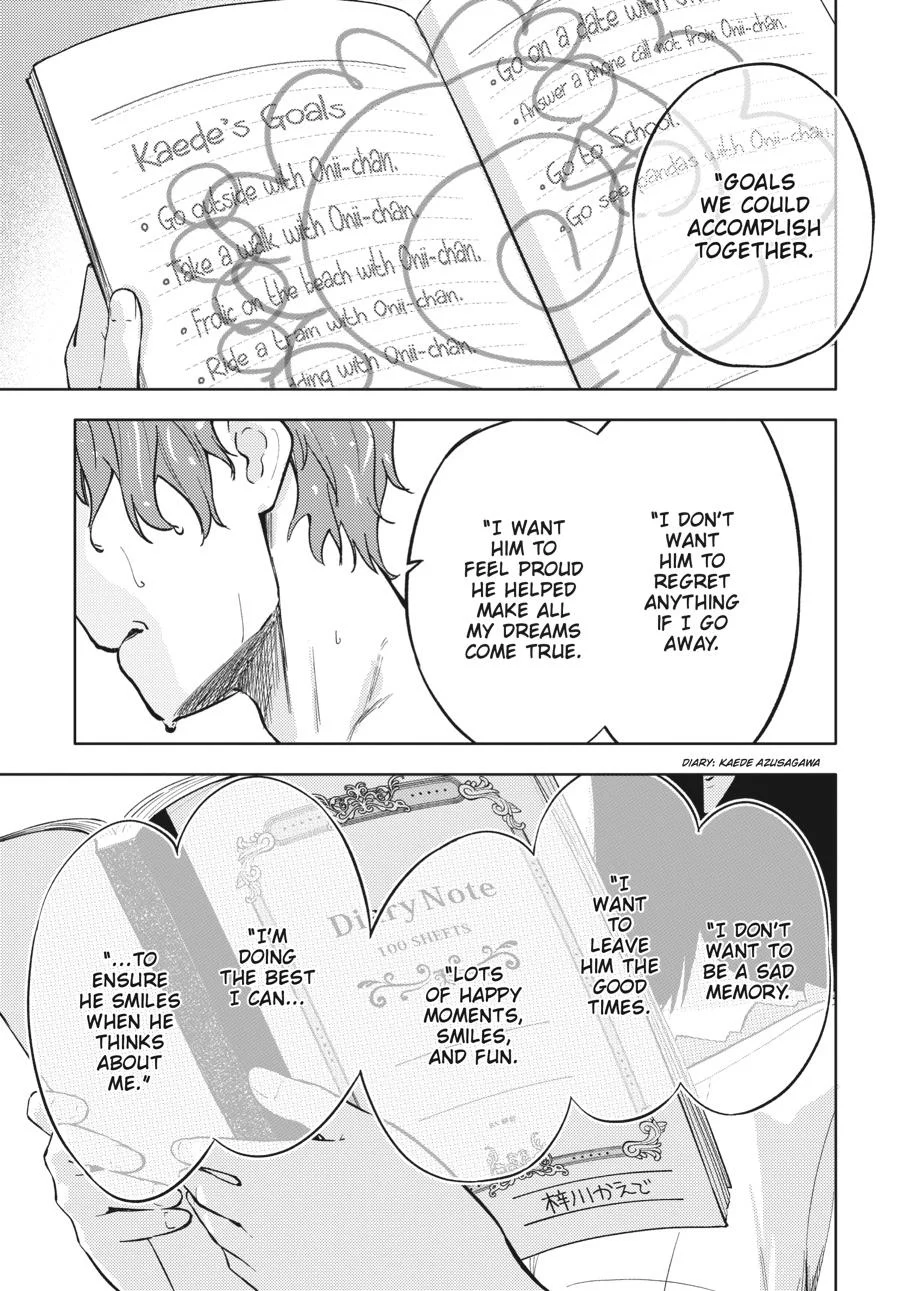 Kaede's Goals
• Go outside with Onii-chan.
• Take a walk with Onii-chan.
• Frolic on the beach with Onii-chan.
• Ride a train with Onii-chan.
with Onii-chan.
• Go on a date with
• Answer a phone call not from Onii-chan.
• Go to School.
• Go see pandas with Onii-chan.
"GOALS
WE COULD
ACCOMPLISH
TOGETHER.
"I DON'T
WANT
HIM TO
REGRET
ANYTHING
IF I GO
AWAY.
"I WANT
HIM TO
FEEL PROUD
HE HELPED
MAKE ALL
MY DREAMS
COME TRUE.
DIARY: KAEDE AZUSAGAWA
"I DON'T
WANT TO
BE A SAD
MEMORY.
"I
WANT
TO
LEAVE
HIM THE
GOOD
TIMES.
"LOTS
OF HAPPY
MOMENTS,
SMILES,
AND FUN.
"I'M
DOING
THE BEST
I CAN...
"...TO
ENSURE
HE SMILES
WHEN HE
THINKS
ABOUT
ME."
Diary Note
100 SHEETS
梓川かえで